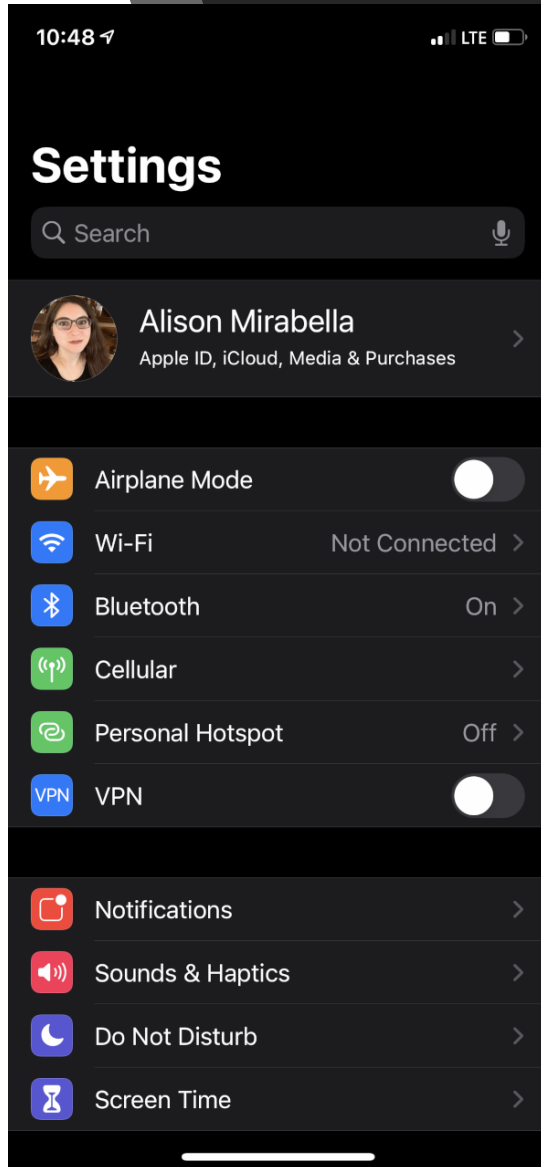 10:48
LTE
Settings
Search
Alison Mirabella
Apple ID, iCloud, Media & Purchases
Airplane Mode
Wi-Fi Not Connected
Bluetooth On
Cellular
Personal Hotspot Off
VPN VPN
Notifications
Sounds & Haptics
Do Not Disturb
Screen Time